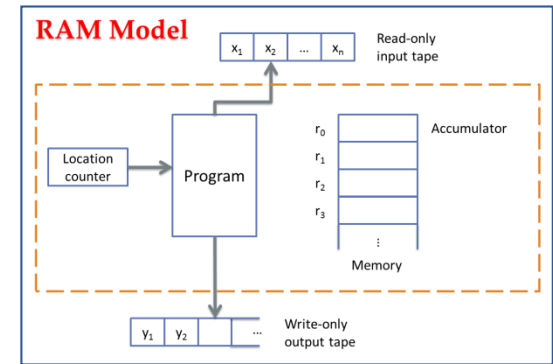 RAM Model
x₁ x₂ ... xₙ
Read-only
input tape
Location
counter
Program
r₀
r₁
r₂
r₃
Accumulator
⋮
Memory
y₁ y₂ ...
Write-only
output tape